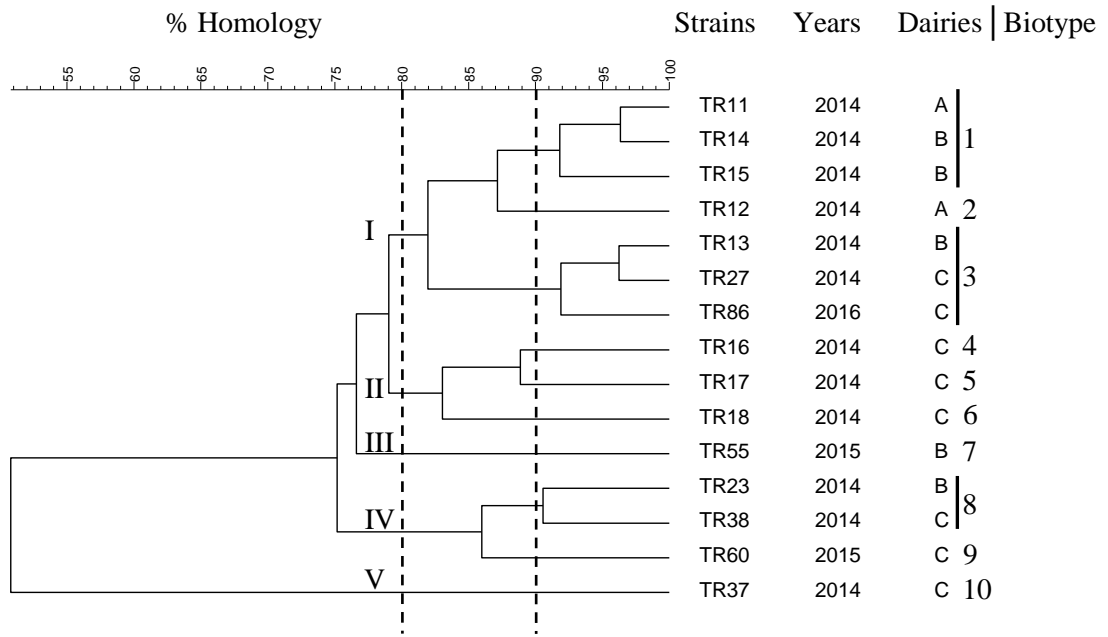 % Homology Strains Years Dairies | Biotype
55 60 65 70 75 80 85 90 95 100
TR11 2014 A
TR14 2014 B 1
TR15 2014 B
TR12 2014 A 2
I TR13 2014 B
TR27 2014 C 3
TR86 2016 C
TR16 2014 C 4
II TR17 2014 C 5
TR18 2014 C 6
III TR55 2015 B 7
TR23 2014 B 8
IV TR38 2014 C
TR60 2015 C 9
V TR37 2014 C 10